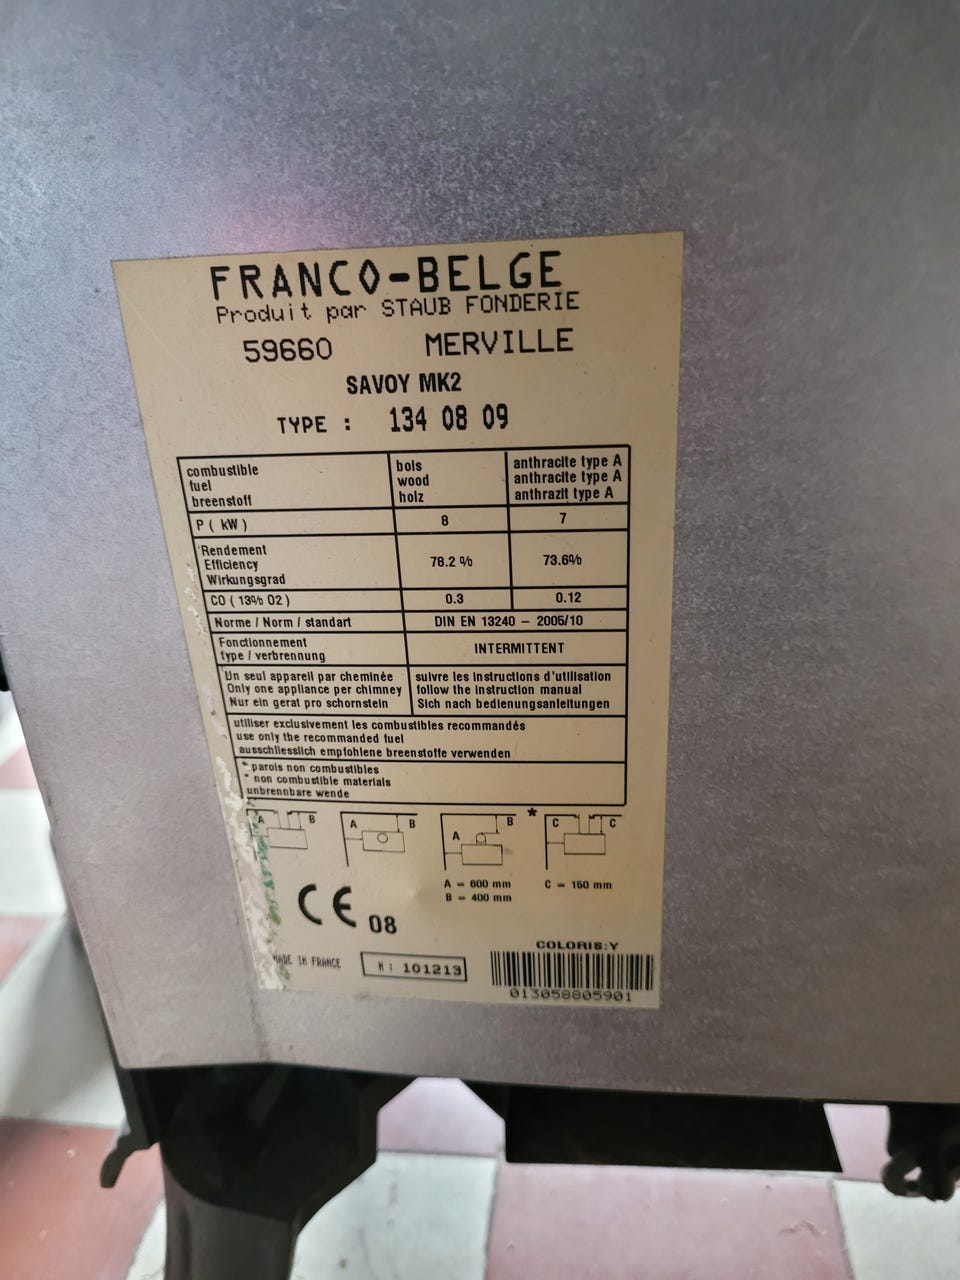 FRANCO-BELGE
Produit par STAUB FONDERIE
59660 MERVILLE
SAVOY MK2
TYPE : 134 08 09
combustible
fuel
breenstoff
bois
wood
holz
anthracite type A
anthracite type A
anthrazit type A
P ( kW )
8
7
Rendement
Efficiency
Wirkungsgrad
78.2 %
73.6%
CO ( 13% O2 )
0.3
0.12
Norme / Norm / standart
DIN EN 13240 - 2005/10
Fonctionnement
type / verbrennung
INTERMITTENT
Un seul appareil par cheminée
Only one appliance per chimney
Nur ein gerat pro schornstein
suivre les instructions d'utilisation
follow the instruction manual
Sich nach bedienungsanleitungen
utiliser exclusivement les combustibles recommandés
use only the recommended fuel
ausschliesslich empfohlene breenstoffe verwenden
* parois non combustibles
* non combustible materials
unbrennbare wende
A B
A B
A B
* C C
A = 600 mm
B = 400 mm
C = 150 mm
CE 08
MADE IN FRANCE
N: 101213
COLORIS:Y
013058805901